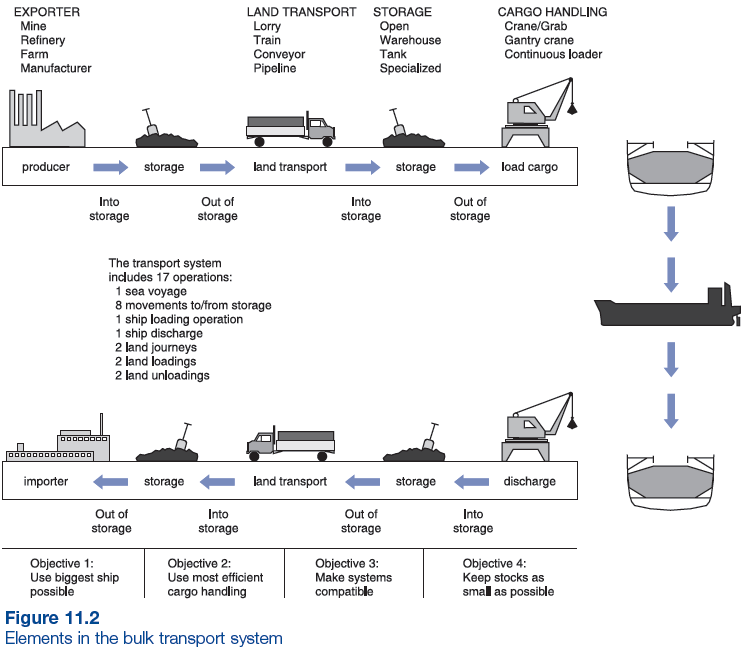 EXPORTER
Mine
Refinery
Farm
Manufacturer
LAND TRANSPORT
Lorry
Train
Conveyor
Pipeline
STORAGE
Open
Warehouse
Tank
Specialized
CARGO HANDLING
Crane/Grab
Gantry crane
Continuous loader
producer
storage
land transport
storage
load cargo
Into
storage
Out of
storage
Into
storage
Out of
storage
The transport system
includes 17 operations:
1 sea voyage
8 movements to/from storage
1 ship loading operation
1 ship discharge
2 land journeys
2 land loadings
2 land unloadings
importer
storage
land transport
storage
discharge
Out of
storage
Into
storage
Out of
storage
Into
storage
Objective 1:
Use biggest ship
possible
Objective 2:
Use most efficient
cargo handling
Objective 3:
Make systems
compatible
Objective 4:
Keep stocks as
small as possible
Figure 11.2
Elements in the bulk transport system